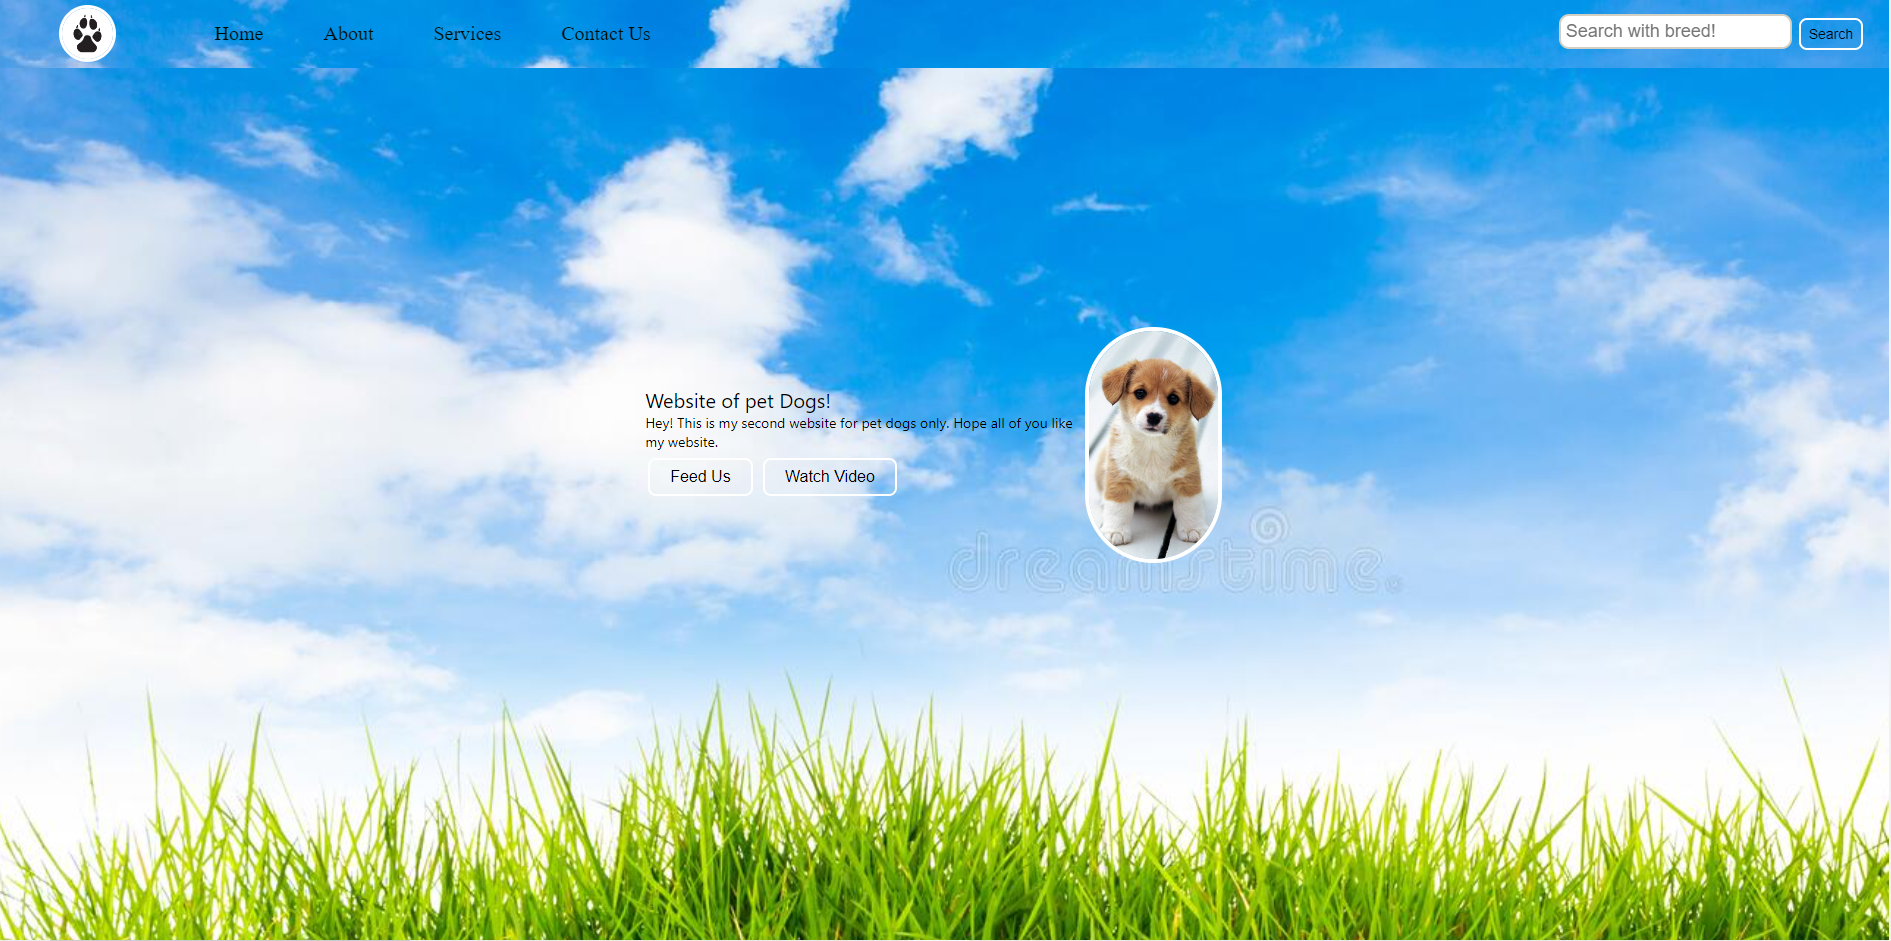 Home About Services Contact Us Search with breed! Search
Website of pet Dogs!
Hey! This is my second website for pet dogs only. Hope all of you like
my website.
Feed Us Watch Video
dreamstime.